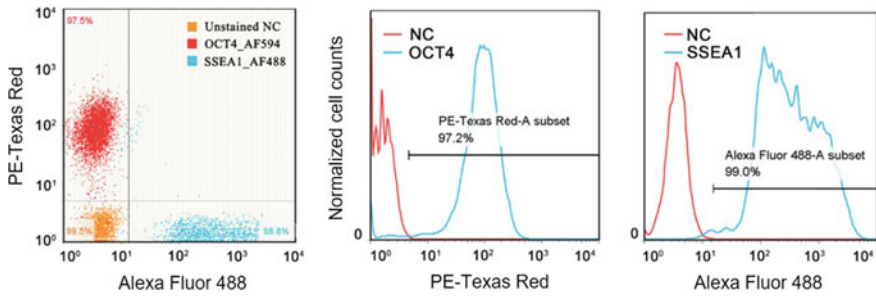 97.5%
Unstained NC
OCT4_AF594
SSEA1_AF488
99.5%
98.8%
10⁴
10³
10²
10¹
10⁰
10⁰ 10¹ 10² 10³ 10⁴
PE-Texas Red
Alexa Fluor 488
NC
OCT4
PE-Texas Red-A subset
97.2%
Normalized cell counts
0
10⁰ 10¹ 10² 10³ 10⁴
PE-Texas Red
NC
SSEA1
Alexa Fluor 488-A subset
99.0%
0
10⁰ 10¹ 10² 10³ 10⁴
Alexa Fluor 488